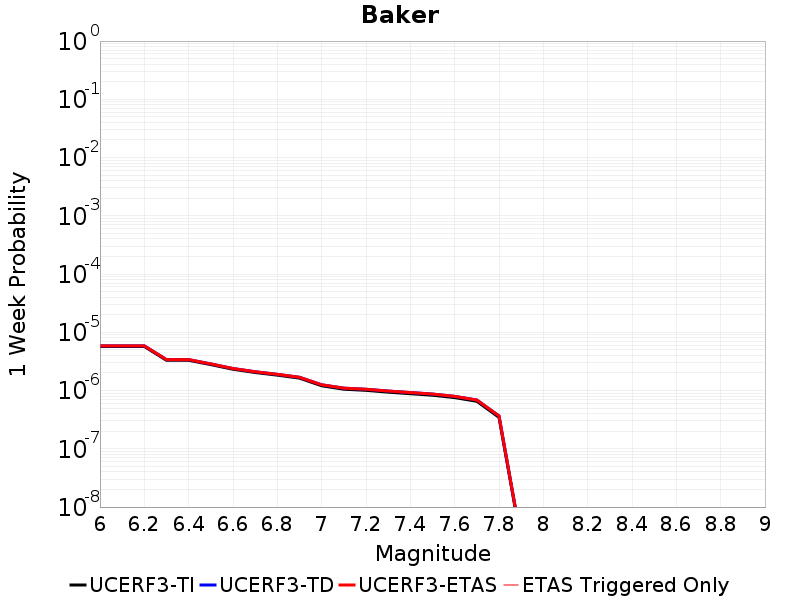 Baker
1 Week Probability
10^0
10^-1
10^-2
10^-3
10^-4
10^-5
10^-6
10^-7
10^-8
6 6.2 6.4 6.6 6.8 7 7.2 7.4 7.6 7.8 8 8.2 8.4 8.6 8.8 9
Magnitude
UCERF3-TI UCERF3-TD UCERF3-ETAS ETAS Triggered Only